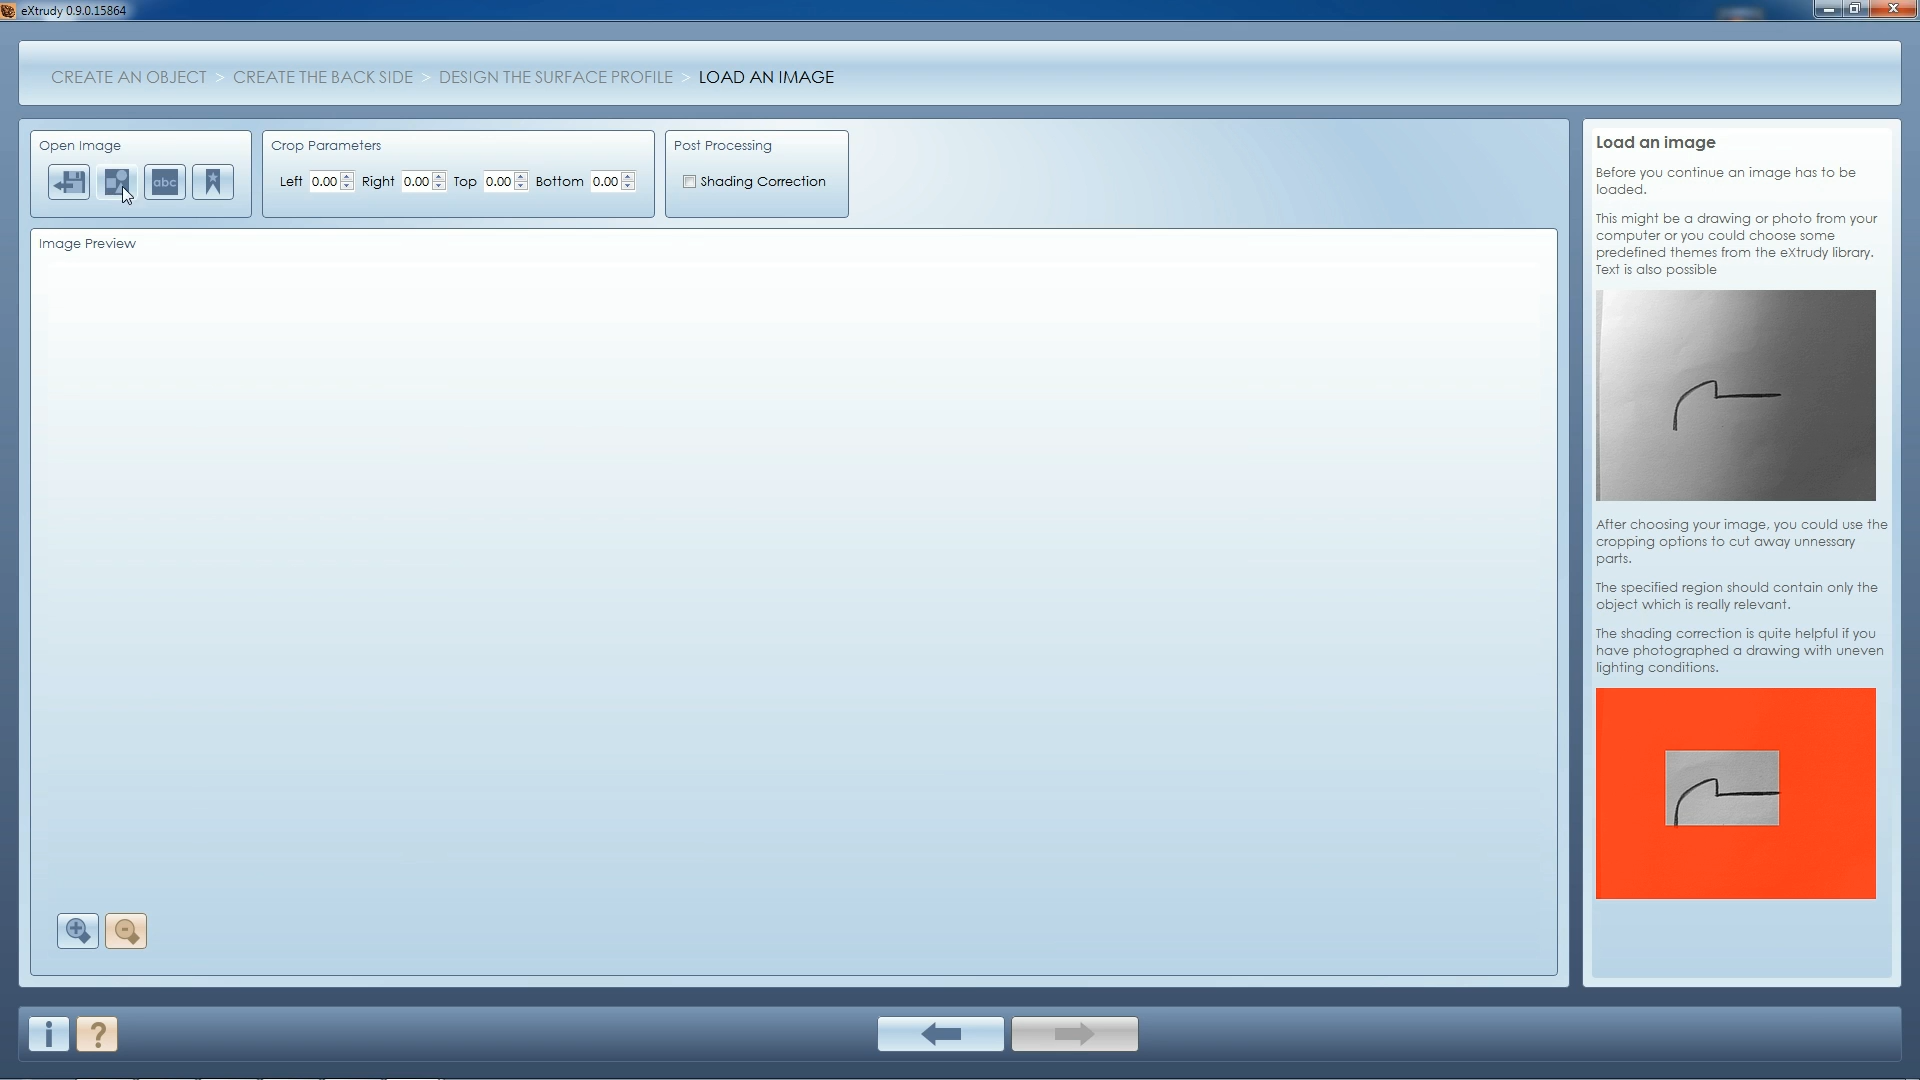 eXtrudy 0.9.0.15864
CREATE AN OBJECT > CREATE THE BACK SIDE > DESIGN THE SURFACE PROFILE > LOAD AN IMAGE
Open Image
abc
Crop Parameters
Left 0.00 Right 0.00 Top 0.00 Bottom 0.00
Post Processing
Shading Correction
Image Preview
Load an image
Before you continue an image has to be
loaded.
This might be a drawing or photo from your
computer or you could choose some
predefined themes from the eXtrudy library.
Text is also possible
After choosing your image, you could use the
cropping options to cut away unnessary
parts.
The specified region should contain only the
object which is really relevant.
The shading correction is quite helpful if you
have photographed a drawing with uneven
lighting conditions.
i ?